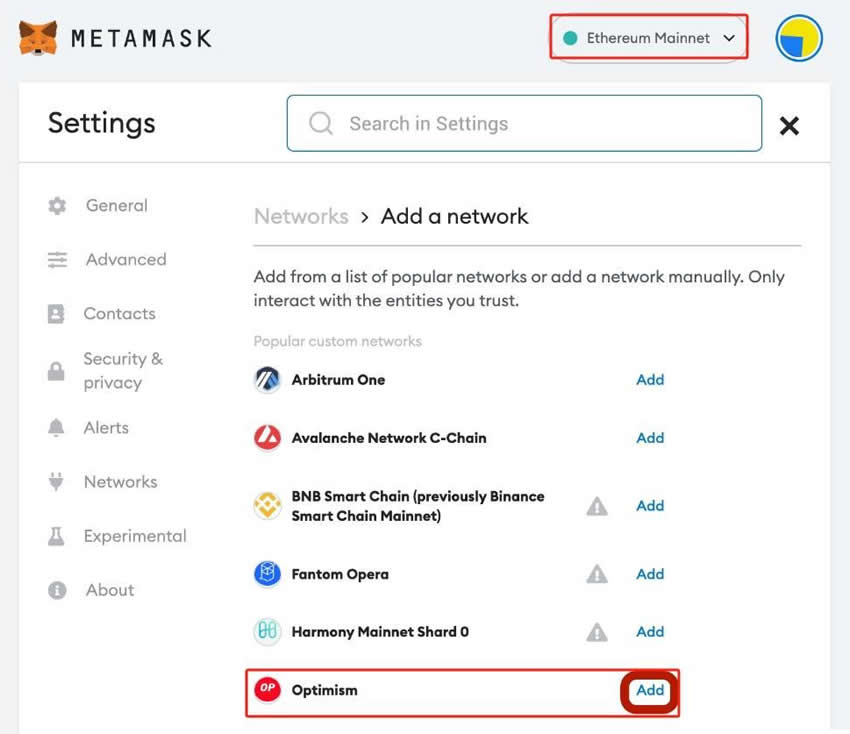 METAMASK
Ethereum Mainnet
Settings
Search in Settings
General
Advanced
Contacts
Security &
privacy
Alerts
Networks
Experimental
About
Networks > Add a network
Add from a list of popular networks or add a network manually. Only
interact with the entities you trust.
Popular custom networks
Arbitrum One Add
Avalanche Network C-Chain Add
BNB Smart Chain (previously Binance
Smart Chain Mainnet) Add
Fantom Opera Add
Harmony Mainnet Shard 0 Add
OP Optimism Add